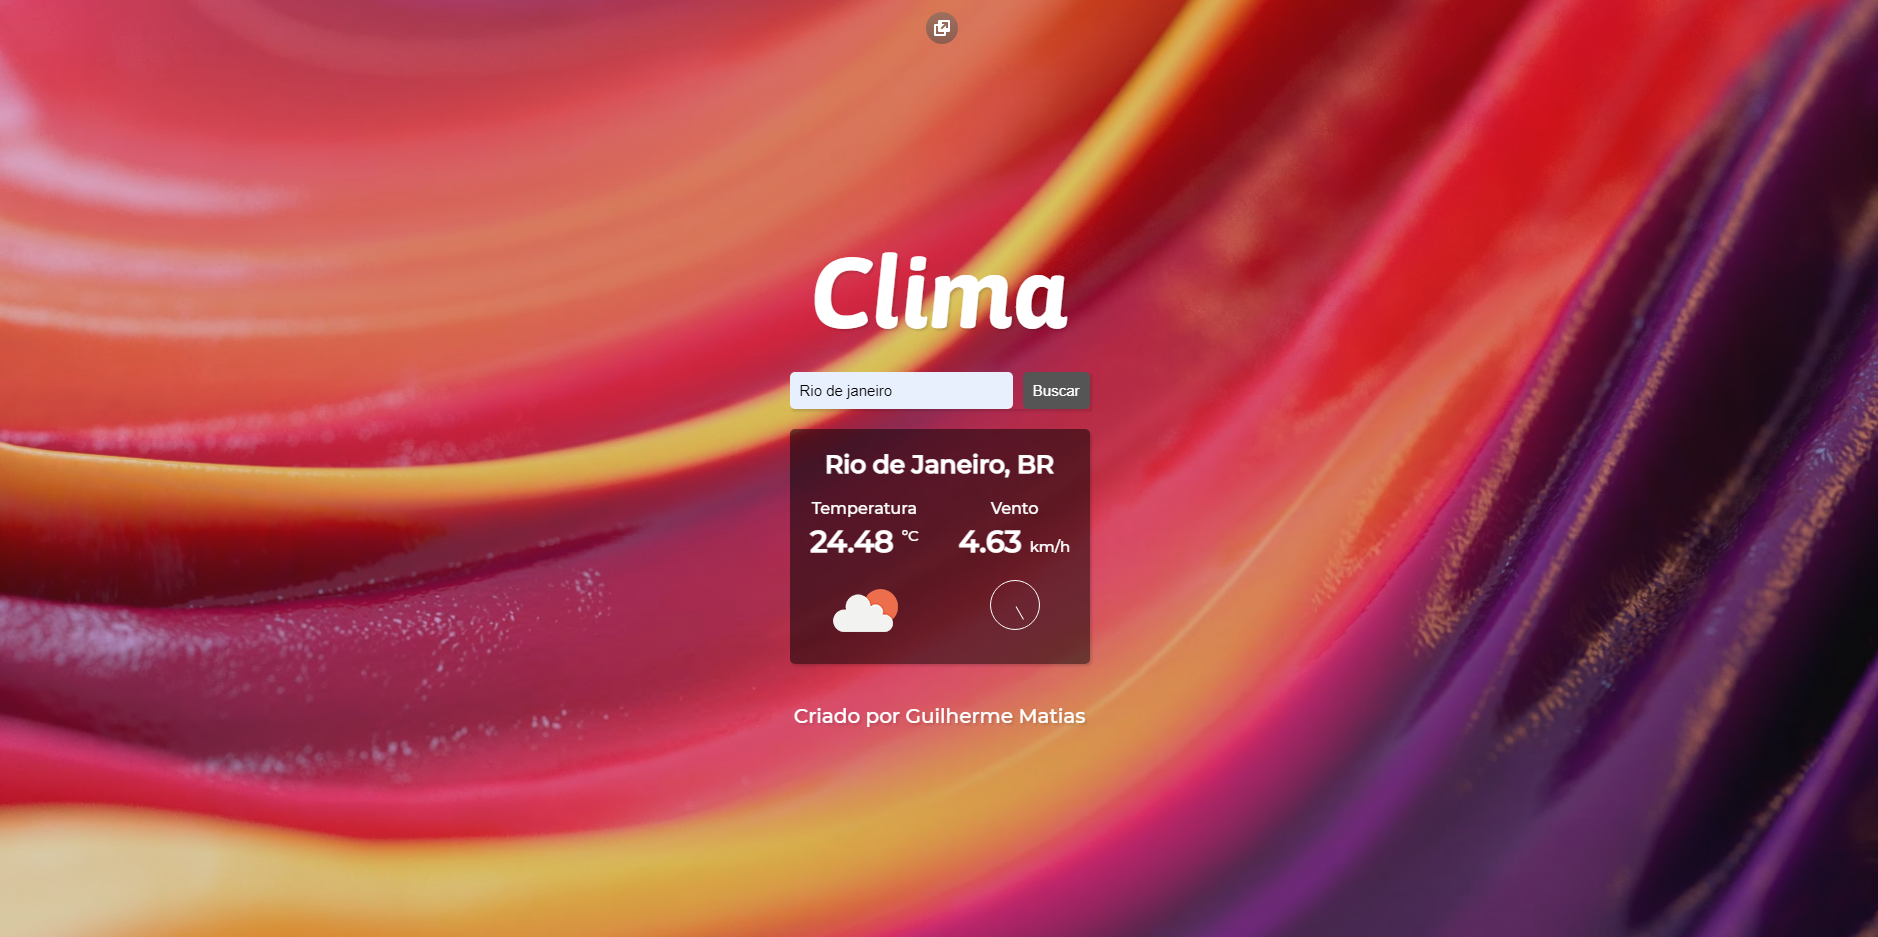 Clima
Rio de janeiro
Buscar
Rio de Janeiro, BR
Temperatura
Vento
24.48 °C
4.63 km/h
Criado por Guilherme Matias